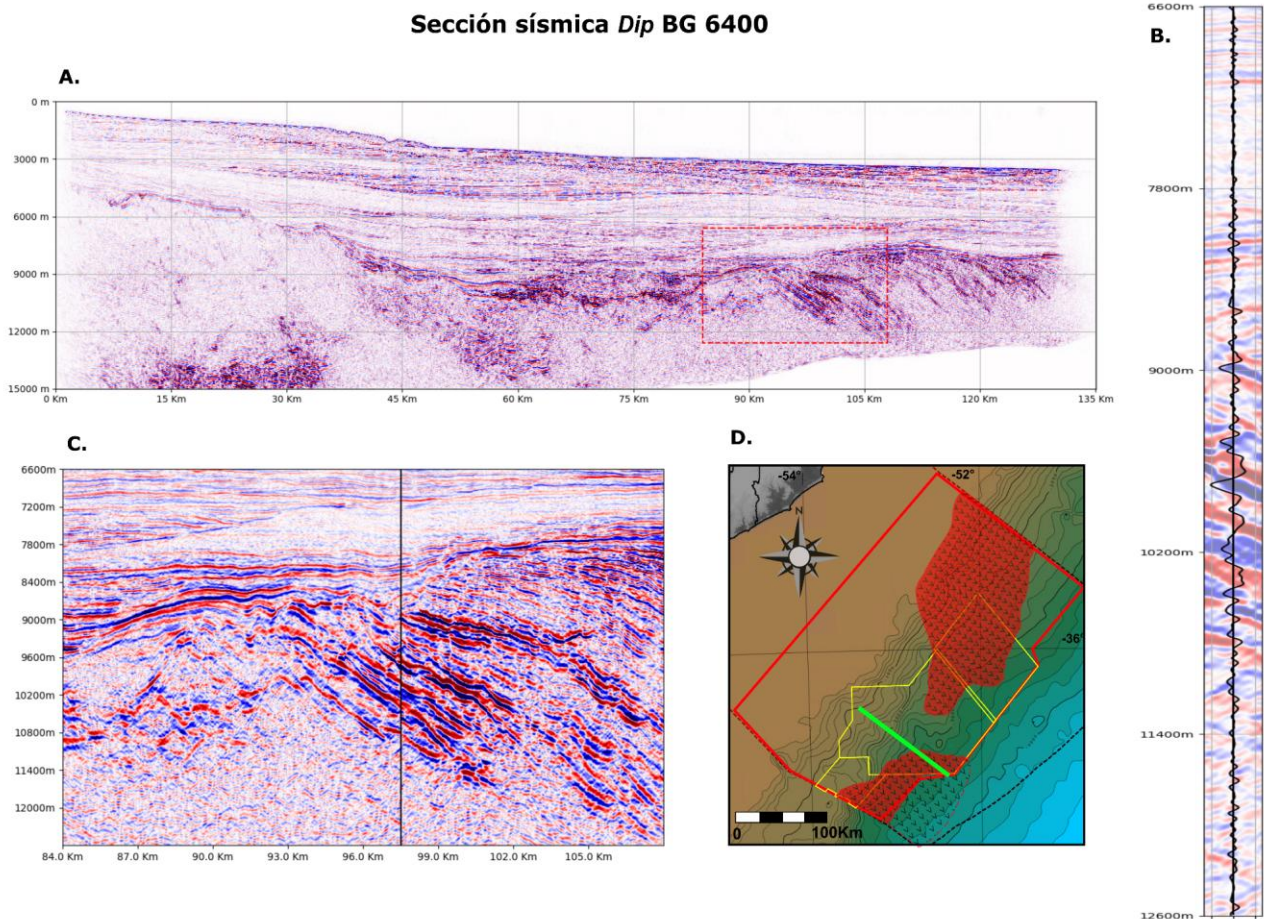 Sección sísmica Dip BG 6400
A.
0 m
3000 m
6000 m
9000 m
12000 m
15000 m
0 Km
15 Km
30 Km
45 Km
60 Km
75 Km
90 Km
105 Km
120 Km
135 Km
B.
6600m
7800m
9000m
10200m
11400m
12600m
C.
6600m
7200m
7800m
8400m
9000m
9600m
10200m
10800m
11400m
12000m
84.0 Km
87.0 Km
90.0 Km
93.0 Km
96.0 Km
99.0 Km
102.0 Km
105.0 Km
D.
-54°
-52°
N
-36°
0
100Km